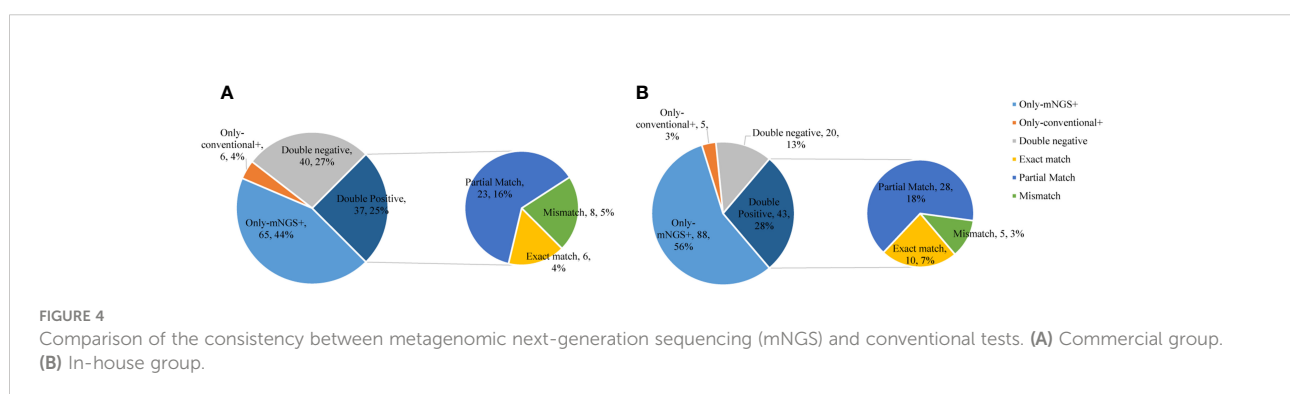 A
Only-
conventional+,
6, 4%
Double negative,
40, 27%
Double Positive,
37, 25%
Only-mNGS+,
65, 44%
Partial Match,
23, 16%
Mismatch, 8, 5%
Exact match, 6,
4%
B
Only-
conventional+, 5,
3%
Double negative, 20,
13%
Double
Positive, 43,
28%
Only-
mNGS+, 88,
56%
Partial Match, 28,
18%
Mismatch, 5, 3%
Exact match,
10, 7%
Only-mNGS+
Only-conventional+
Double negative
Exact match
Partial Match
Mismatch
FIGURE 4
Comparison of the consistency between metagenomic next-generation sequencing (mNGS) and conventional tests. (A) Commercial group.
(B) In-house group.